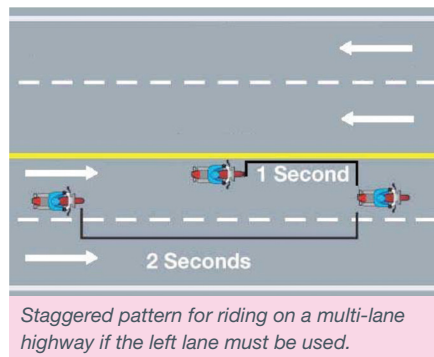 1 Second
2 Seconds
Staggered pattern for riding on a multi-lane
highway if the left lane must be used.